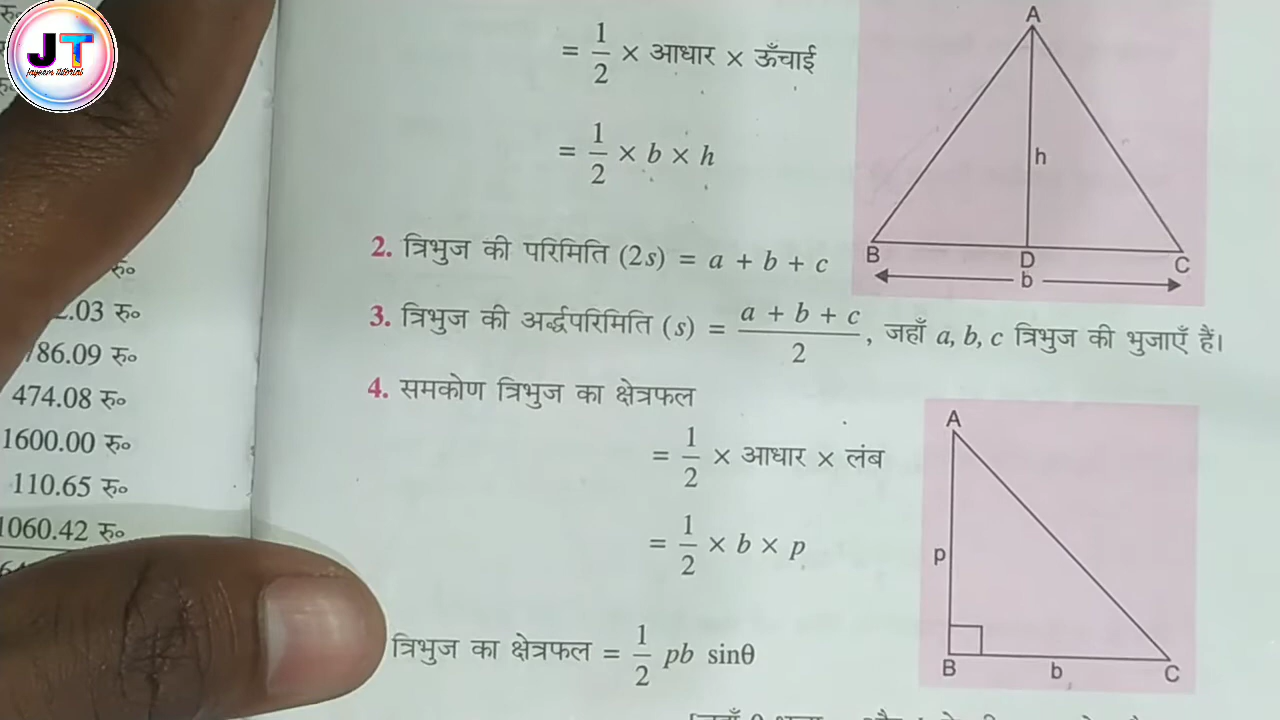 JT
jayeem tutorial
= 1/2 × आधार × ऊँचाई
= 1/2 × b × h
A
h
B
D
C
b
2. त्रिभुज की परिमिति (2s) = a + b + c
3. त्रिभुज की अर्द्धपरिमिति (s) = (a + b + c)/2, जहाँ a, b, c त्रिभुज की भुजाएँ हैं।
4. समकोण त्रिभुज का क्षेत्रफल
= 1/2 × आधार × लंब
= 1/2 × b × p
A
p
B
b
C
त्रिभुज का क्षेत्रफल = 1/2 pb sinθ
रु०
.03 रु०
786.09 रु०
474.08 रु०
1600.00 रु०
110.65 रु०
1060.42 रु०